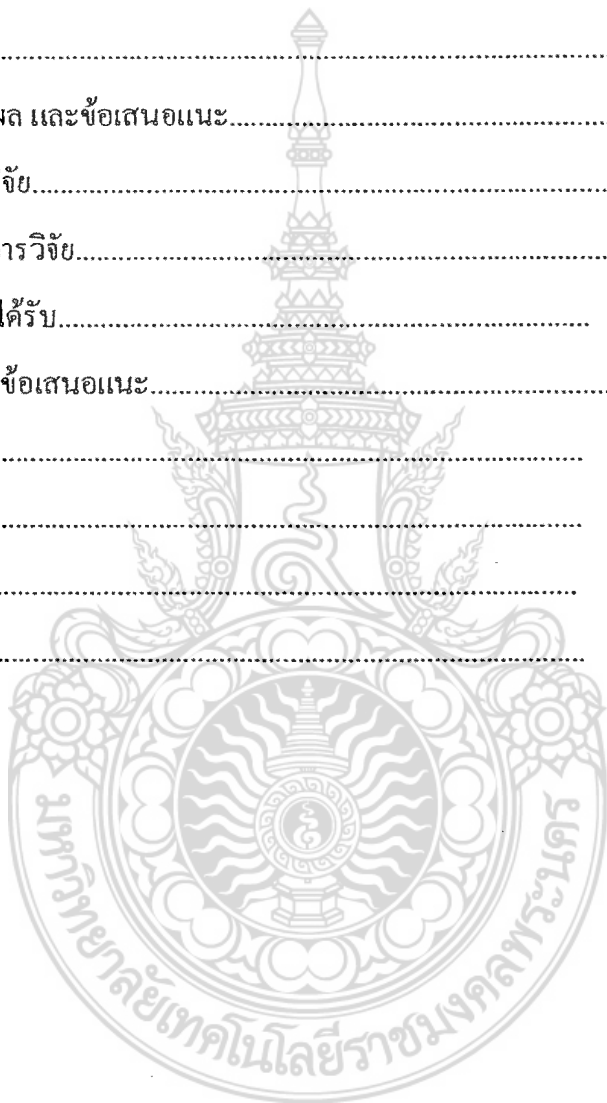 ..........................................................................................
ผล และข้อเสนอแนะ..........................................................
จัย..........................................................................................
ารวิจัย..........................................................................................
ได้รับ..........................................................................................
ข้อเสนอแนะ..........................................................................................
..........................................................................................
..........................................................................................
..........................................................................................
..........................................................................................
มหาวิทยาลัยเทคโนโลยีราชมงคลพระนคร